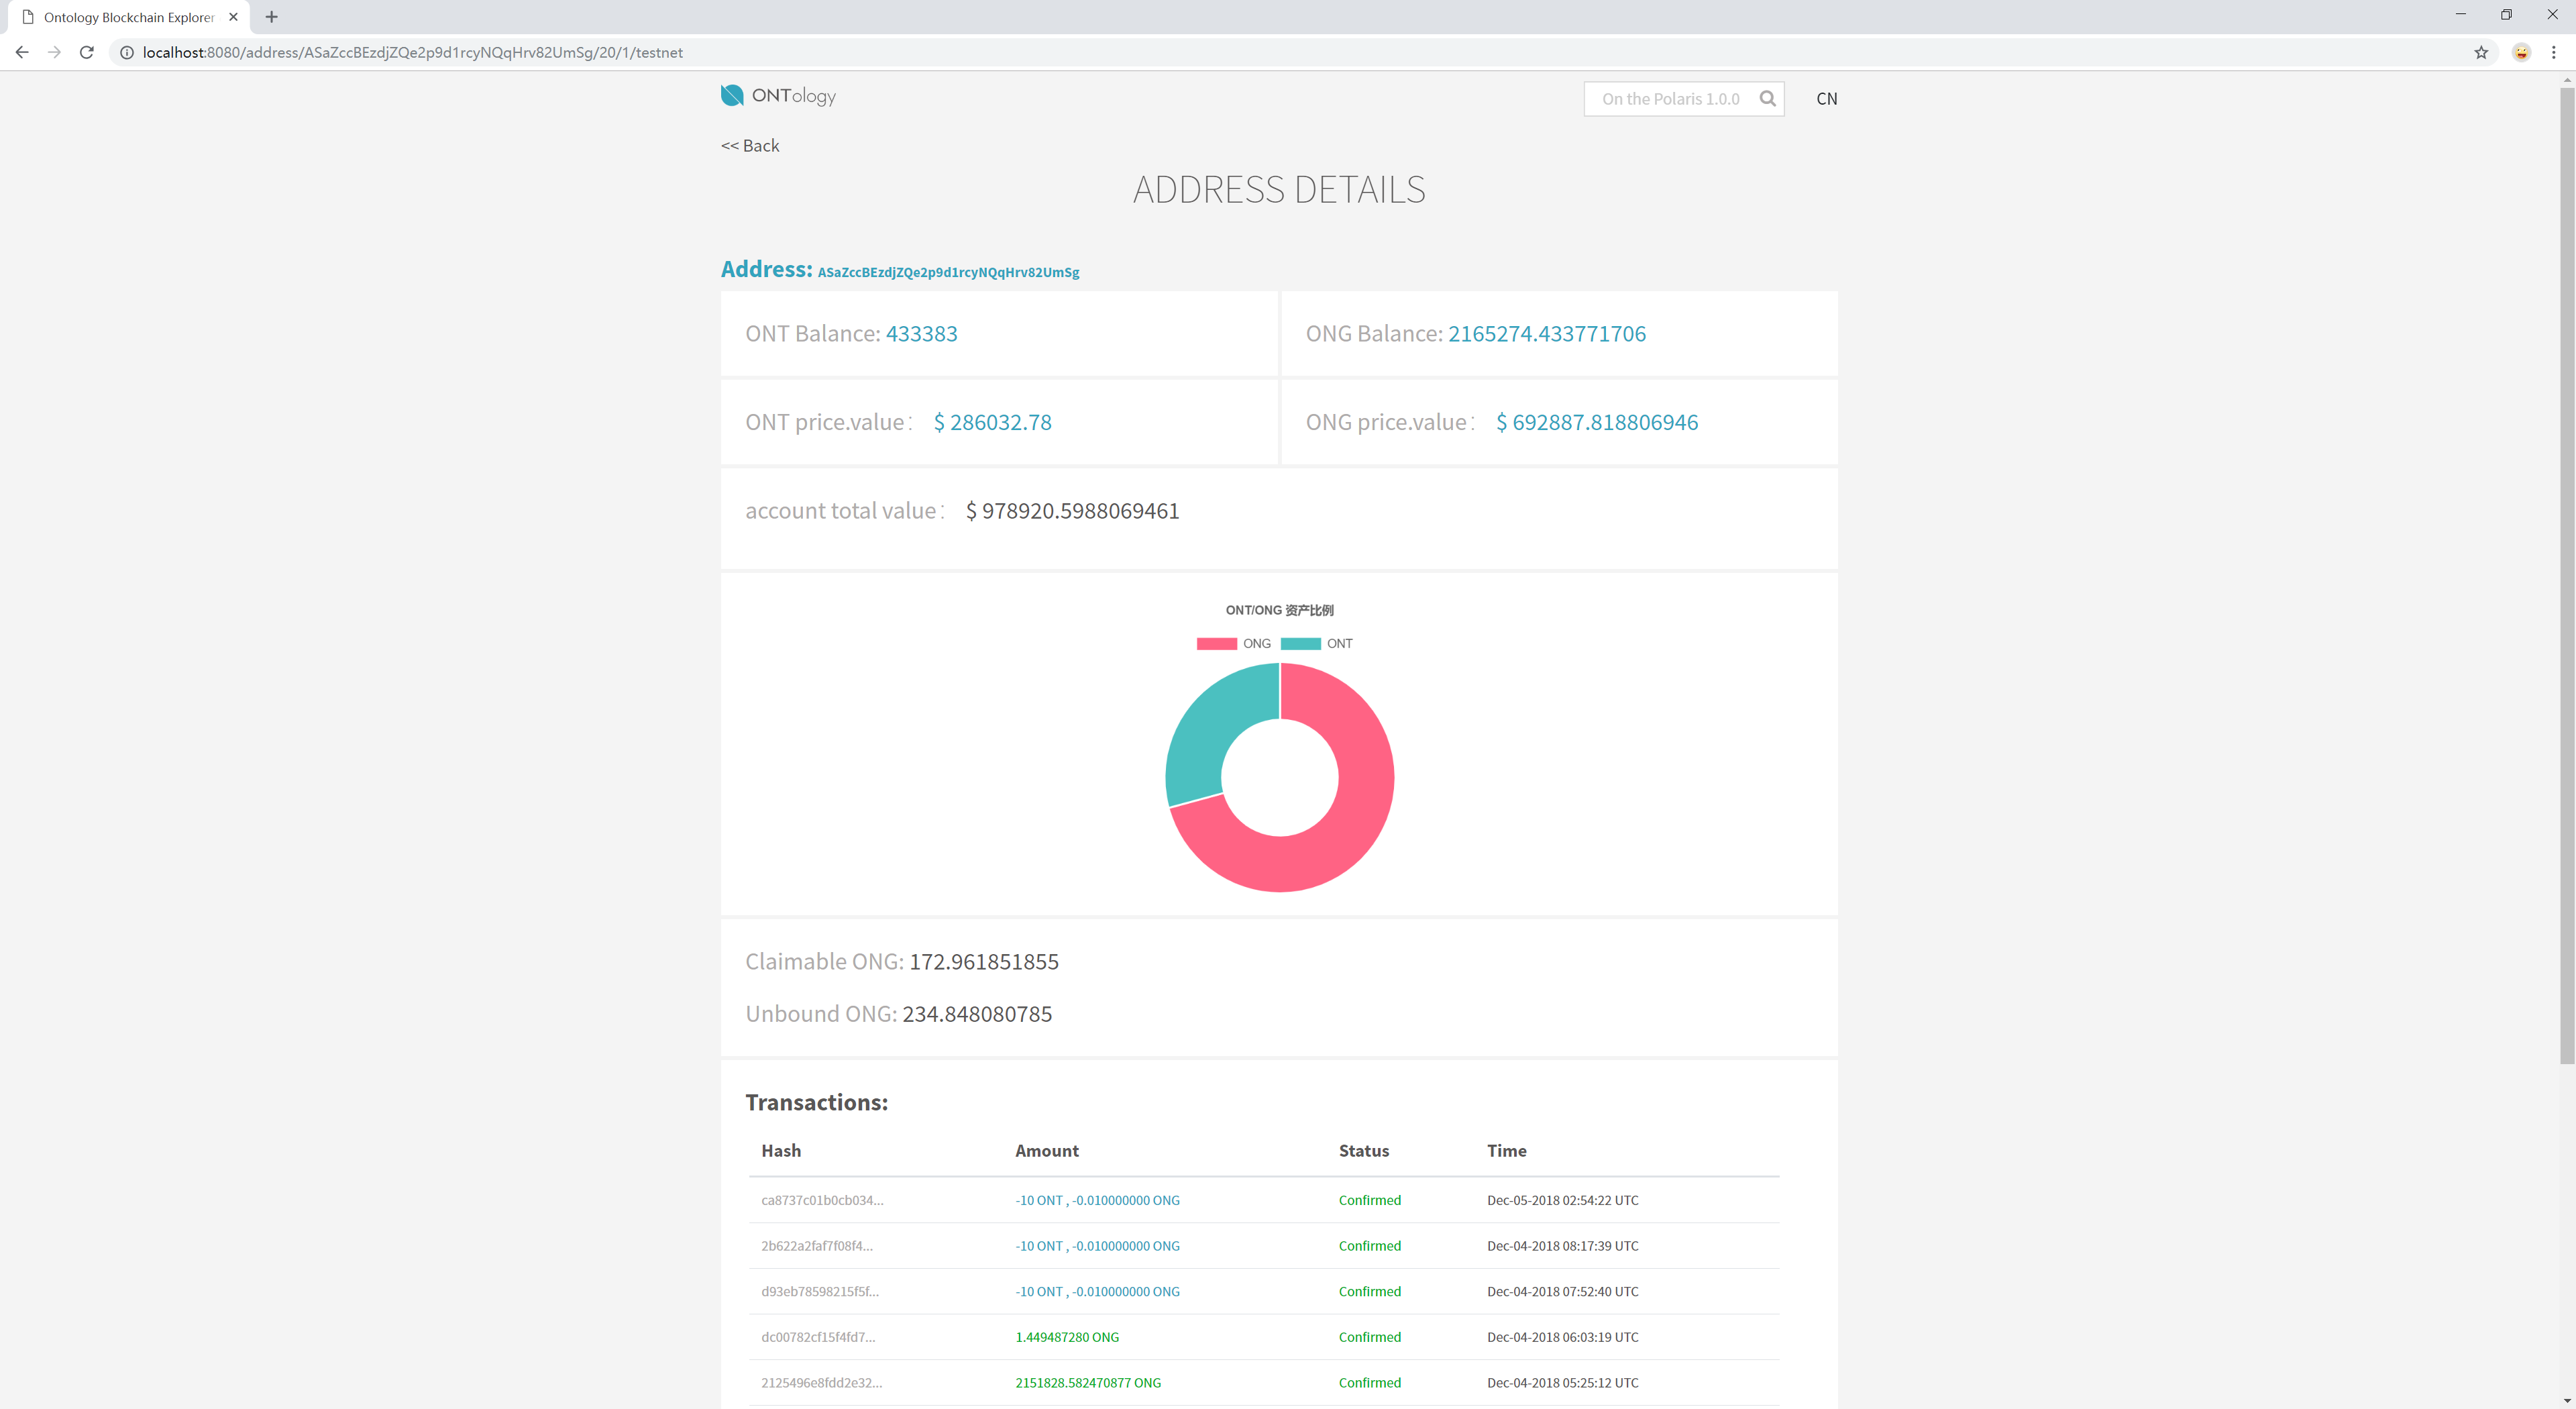 Ontology Blockchain Explorer
localhost:8080/address/ASaZccBEzdjZQe2p9d1rcyNQqHrv82UmSg/20/1/testnet
ONTology
On the Polaris 1.0.0
CN
<< Back
ADDRESS DETAILS
Address: ASaZccBEzdjZQe2p9d1rcyNQqHrv82UmSg
ONT Balance: 433383
ONG Balance: 2165274.433771706
ONT price.value： $ 286032.78
ONG price.value： $ 692887.818806946
account total value： $ 978920.5988069461
ONT/ONG 资产比例
ONG ONT
Claimable ONG: 172.961851855
Unbound ONG: 234.848080785
Transactions:
Hash Amount Status Time
ca8737c01b0cb034... -10 ONT , -0.010000000 ONG Confirmed Dec-05-2018 02:54:22 UTC
2b622a2faf7f08f4... -10 ONT , -0.010000000 ONG Confirmed Dec-04-2018 08:17:39 UTC
d93eb78598215f5f... -10 ONT , -0.010000000 ONG Confirmed Dec-04-2018 07:52:40 UTC
dc00782cf15f4fd7... 1.449487280 ONG Confirmed Dec-04-2018 06:03:19 UTC
2125496e8fdd2e32... 2151828.582470877 ONG Confirmed Dec-04-2018 05:25:12 UTC